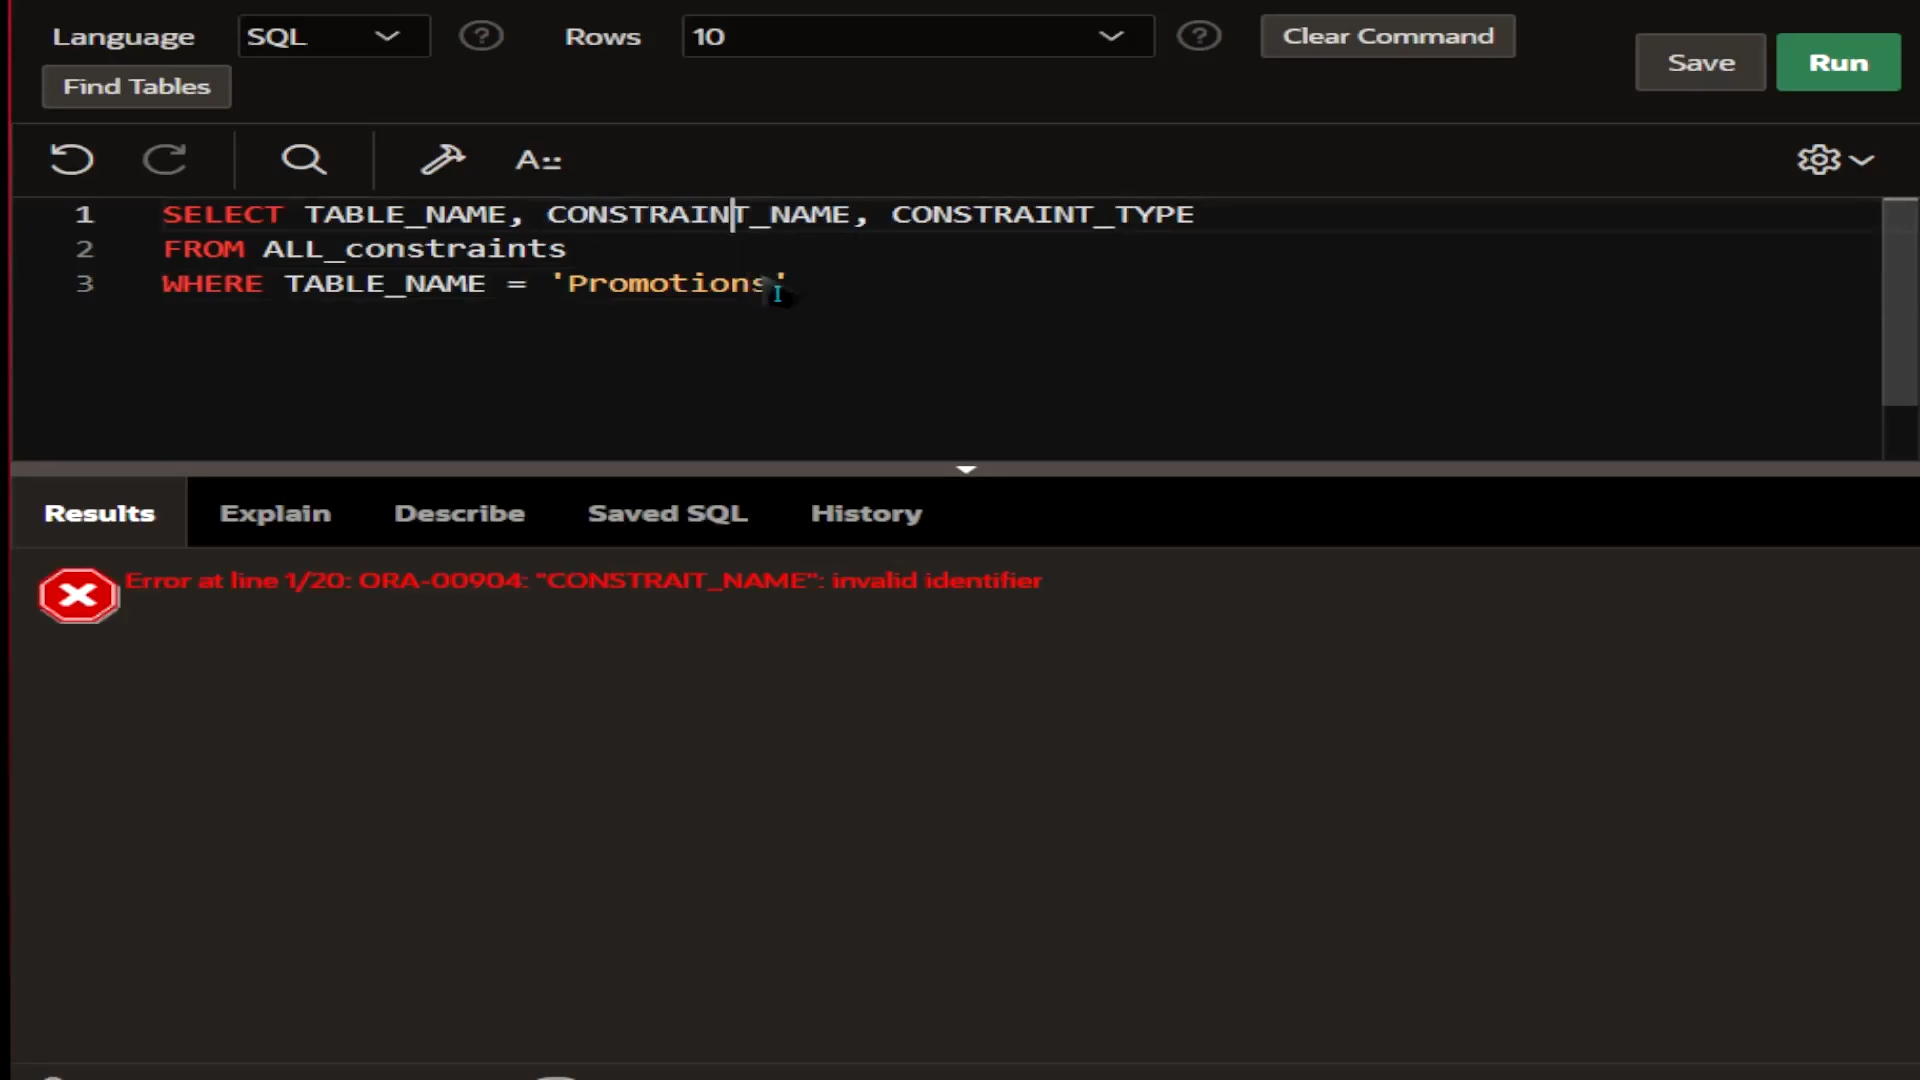 Language SQL Rows 10 Clear Command
Save Run
Find Tables
A::
1 SELECT TABLE_NAME, CONSTRAINT_NAME, CONSTRAINT_TYPE
2 FROM ALL_constraints
3 WHERE TABLE_NAME = 'Promotions'
Results Explain Describe Saved SQL History
Error at line 1/20: ORA-00904: "CONSTRAIT_NAME": invalid identifier